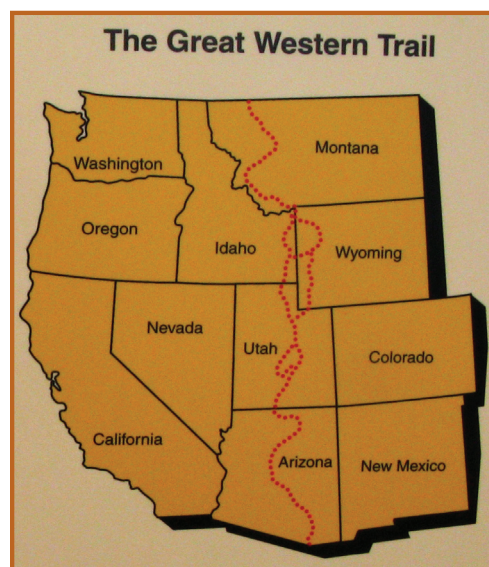 The Great Western Trail
Montana
Washington
Oregon
Idaho
Wyoming
Nevada
Utah
Colorado
California
Arizona
New Mexico